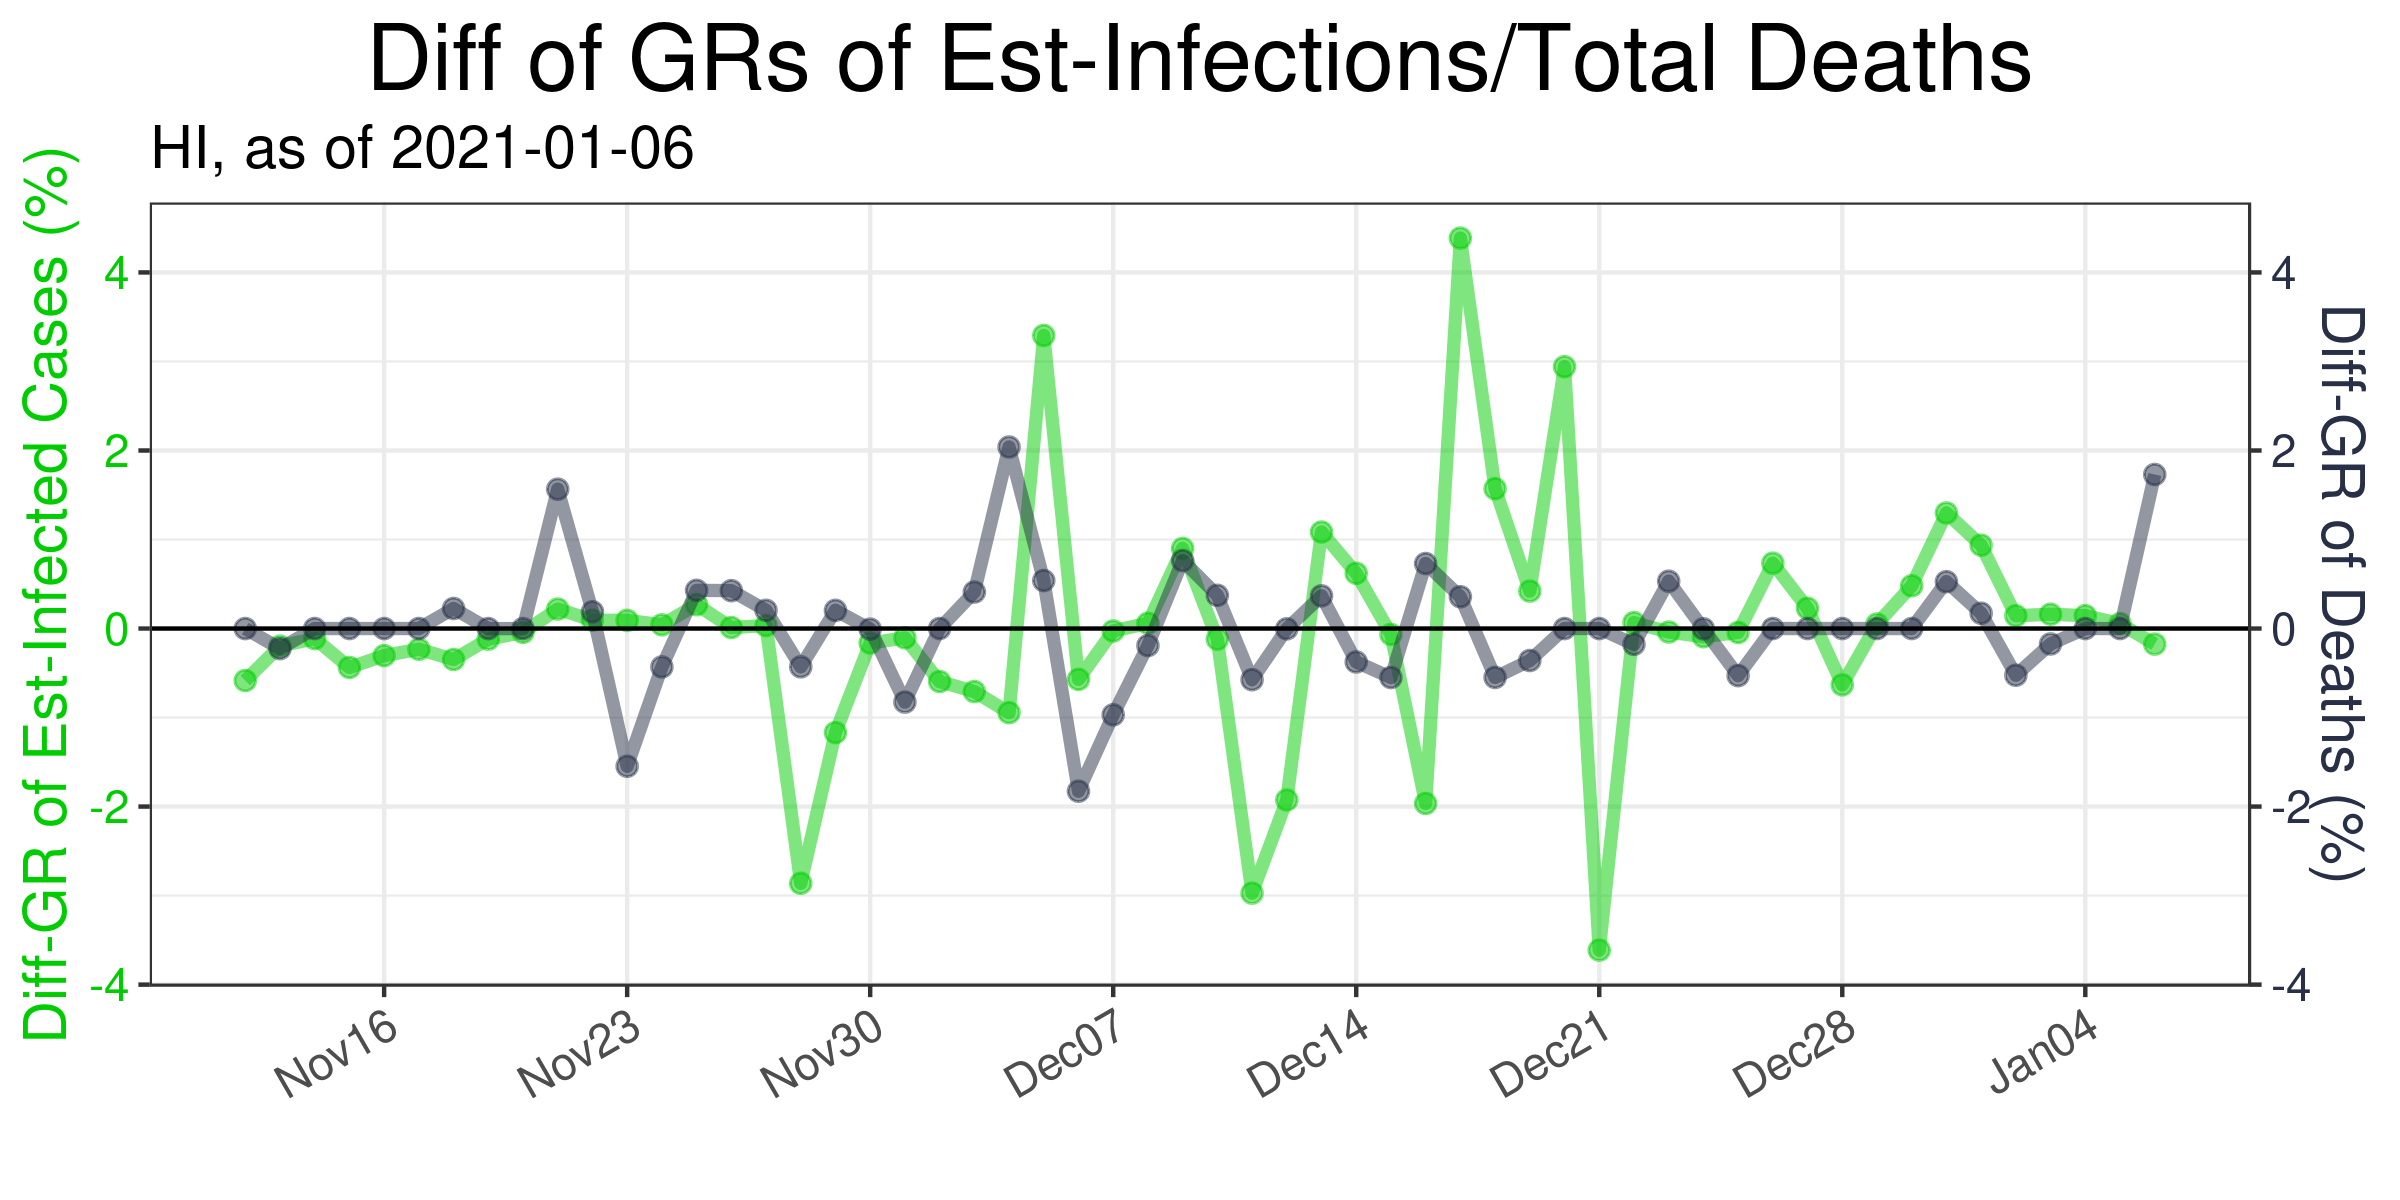 Diff of GRs of Est-Infections/Total Deaths
HI, as of 2021-01-06
Diff-GR of Est-Infected Cases (%)
4
2
0
-2
-4
4
2
0
-2
-4
Diff-GR of Deaths (%)
Nov16
Nov23
Nov30
Dec07
Dec14
Dec21
Dec28
Jan04